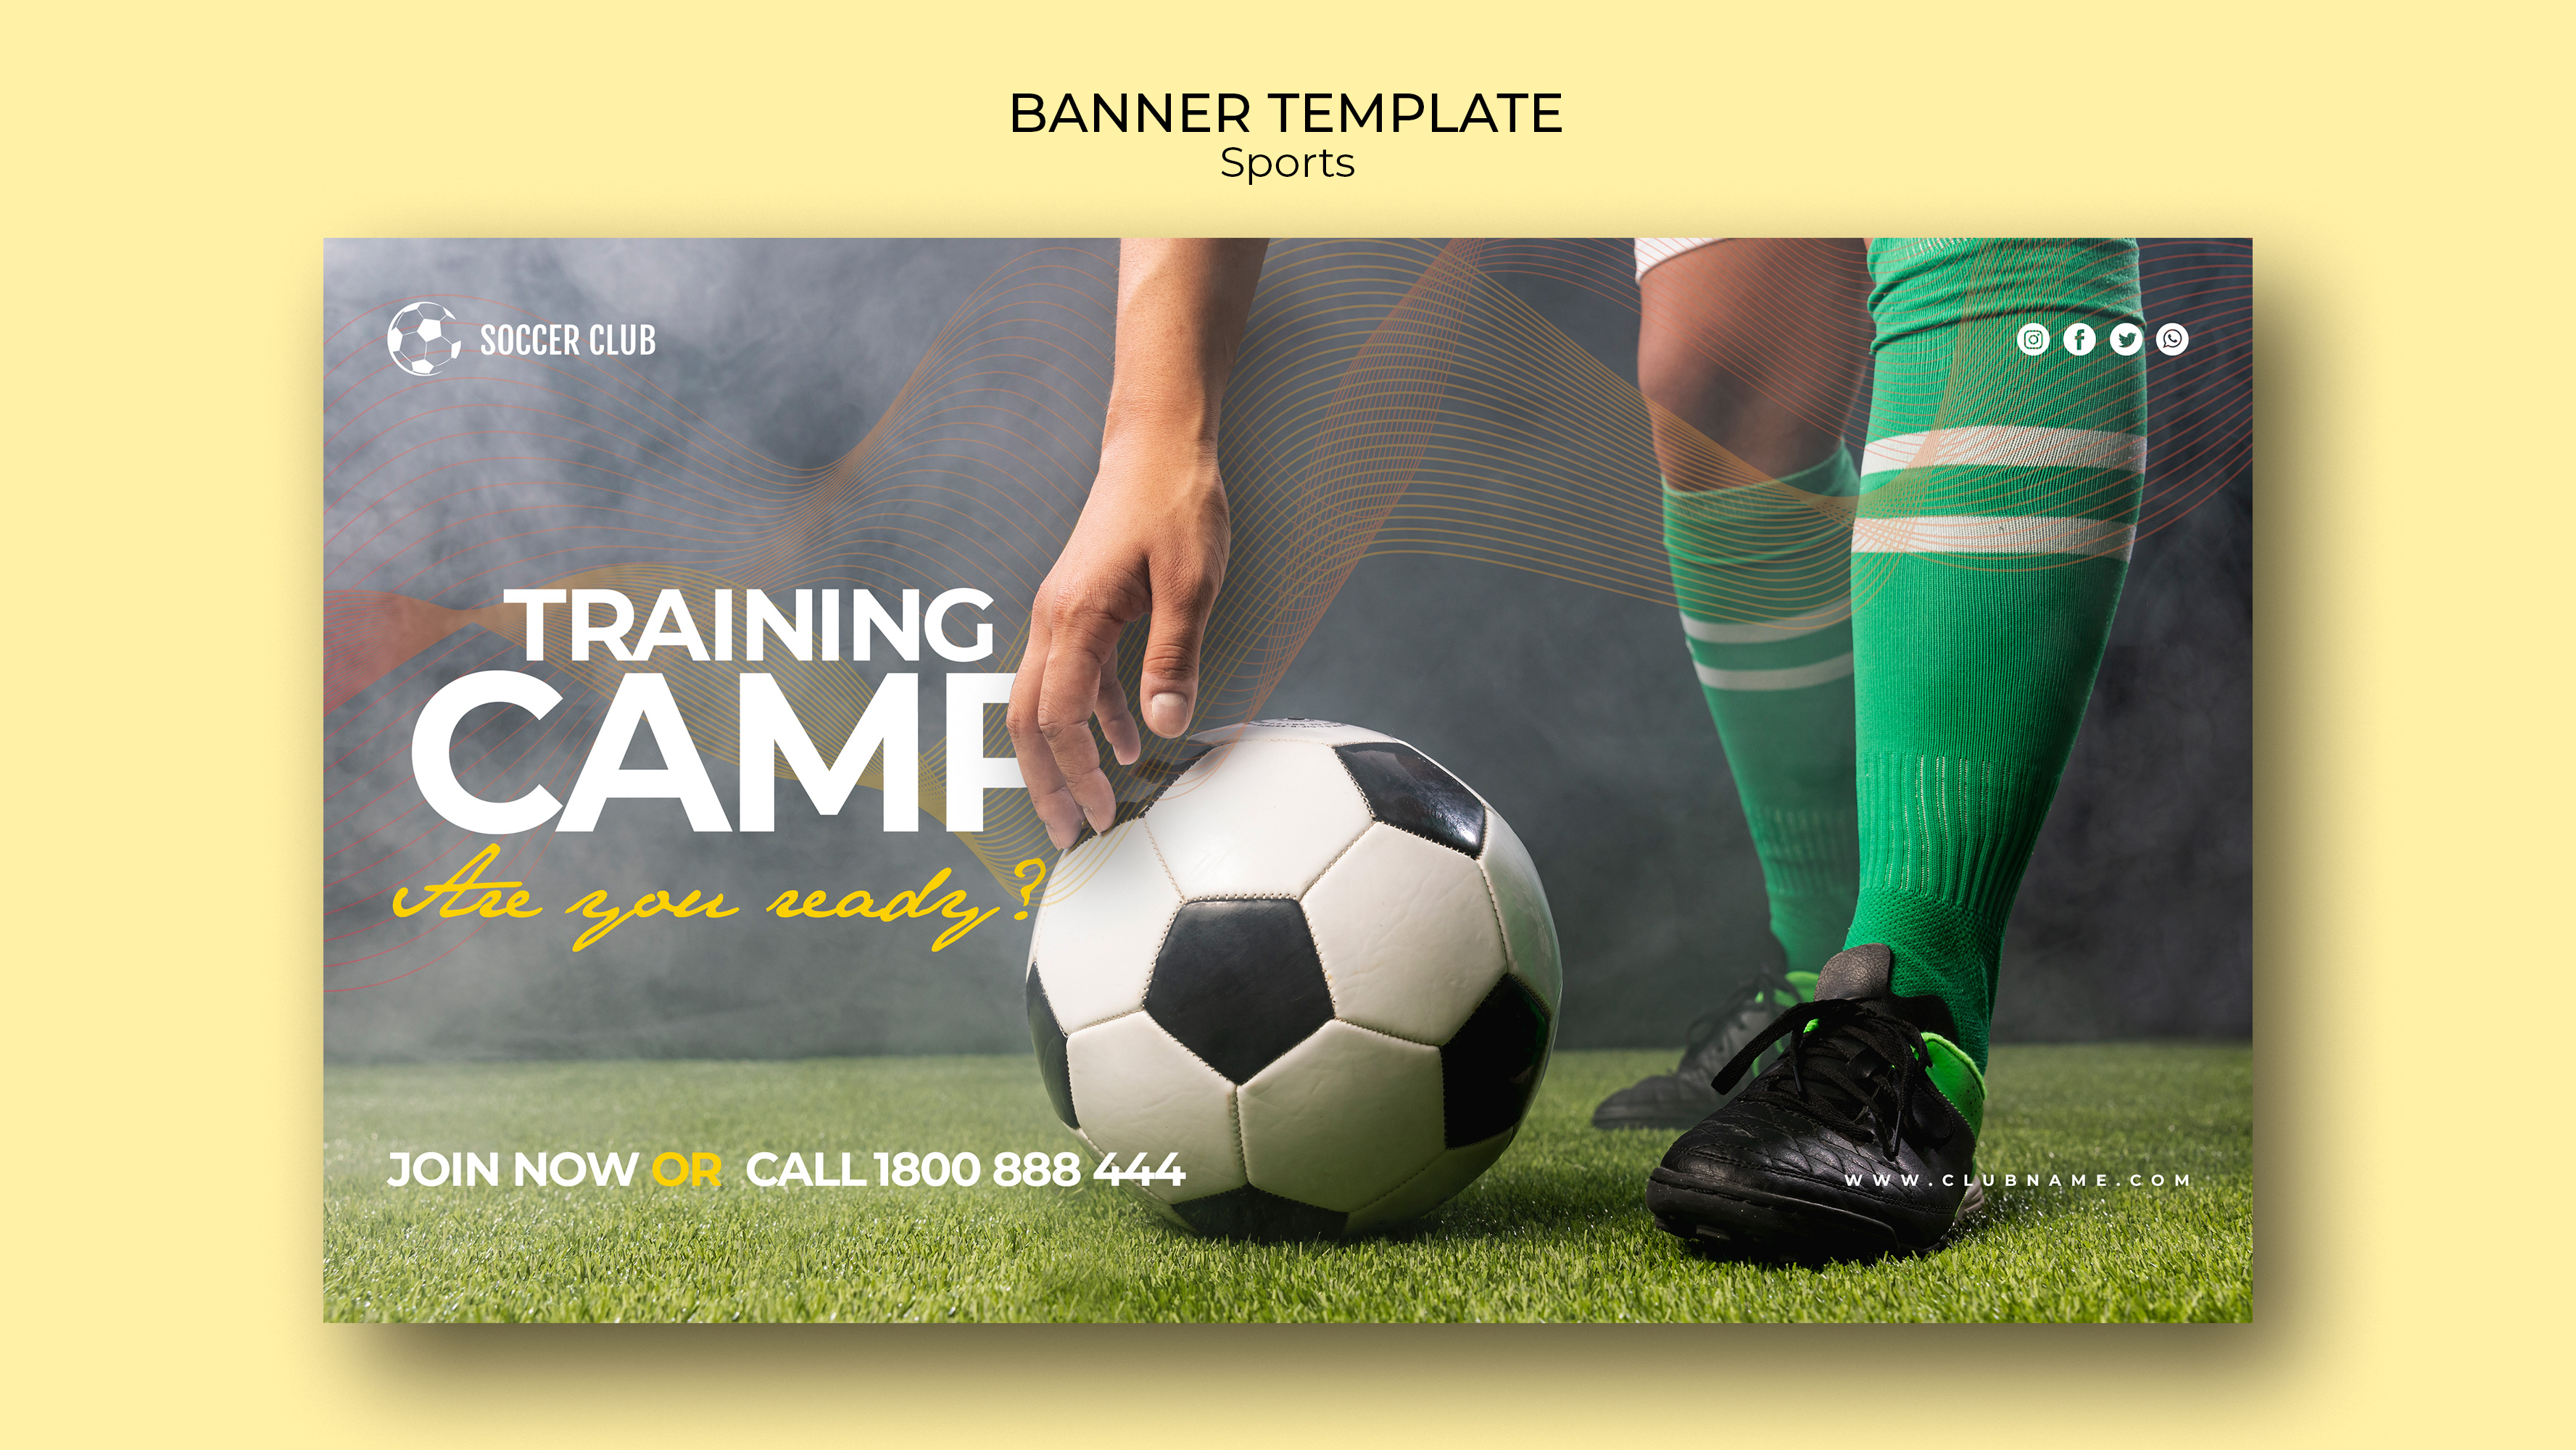 BANNER TEMPLATE
Sports
SOCCER CLUB
TRAINING
CAMP
Are you ready?
JOIN NOW OR CALL 1800 888 444
WWW.CLUBNAME.COM